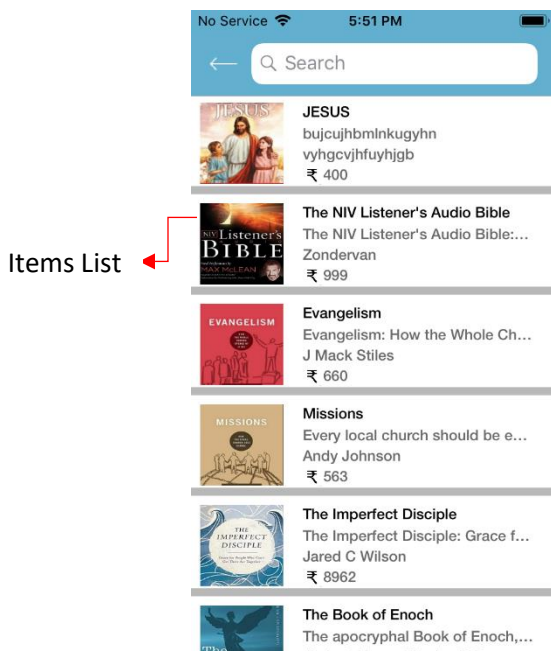 No Service 5:51 PM
Search
JESUS
JESUS
bujcujhbmlnkugyhn
vyhgcvjhfuyhjgb
₹ 400
Items List
NIV Listener's
BIBLE
MAX McLEAN
The NIV Listener's Audio Bible
The NIV Listener's Audio Bible:...
Zondervan
₹ 999
EVANGELISM
Evangelism
Evangelism: How the Whole Ch...
J Mack Stiles
₹ 660
MISSIONS
Missions
Every local church should be e...
Andy Johnson
₹ 563
THE
IMPERFECT
DISCIPLE
The Imperfect Disciple
The Imperfect Disciple: Grace f...
Jared C Wilson
₹ 8962
The
The Book of Enoch
The apocryphal Book of Enoch,...